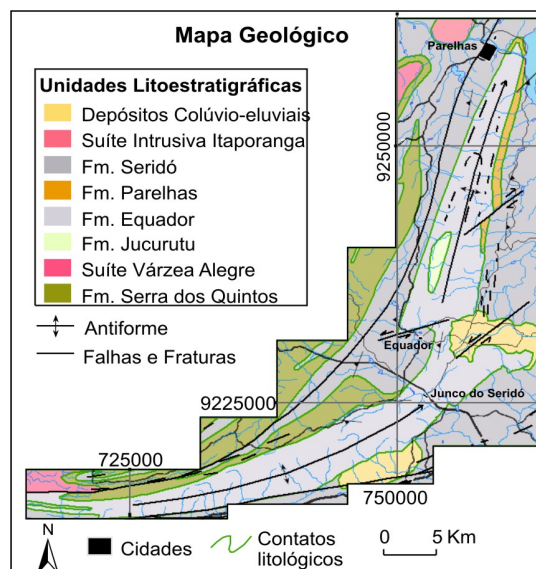 Mapa Geológico
Parelhas
Unidades Litoestratigráficas
Depósitos Colúvio-eluviais
Suíte Intrusiva Itaporanga
Fm. Seridó
Fm. Parelhas
Fm. Equador
Fm. Jucurutu
Suíte Várzea Alegre
Fm. Serra dos Quintos
Antiforme
Falhas e Fraturas
9250000
Equador
Junco do Seridó
9225000
725000
750000
N
Cidades
Contatos
litológicos
0 5 Km